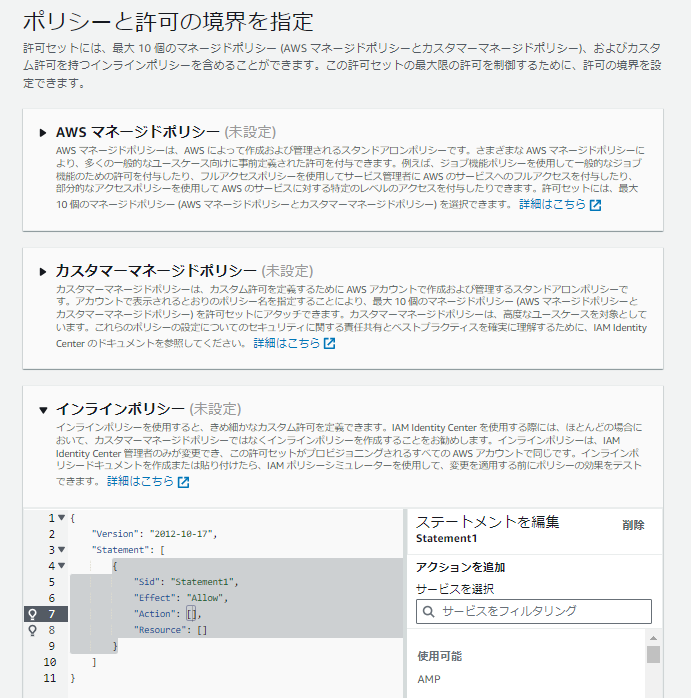 ポリシーと許可の境界を指定
許可セットには、最大 10 個のマネージドポリシー (AWS マネージドポリシーとカスタマーマネージドポリシー)、およびカスタ
ム許可を持つインラインポリシーを含めることができます。この許可セットの最大限の許可を制御するために、許可の境界を設
定できます。
AWS マネージドポリシー (未設定)
AWS マネージドポリシーは、AWS によって作成および管理されるスタンドアロンポリシーです。さまざまな AWS マネージドポリシーに
より、多くの一般的なユースケース向けに事前定義された許可を付与できます。例えば、ジョブ機能ポリシーを使用して一般的なジョブ
機能のための許可を付与したり、フルアクセスポリシーを使用してサービス管理者に AWS のサービスへのフルアクセスを付与したり、
部分的なアクセスポリシーを使用して AWS のサービスに対する特定のレベルのアクセスを付与したりできます。許可セットには、最大
10 個のマネージドポリシー (AWS マネージドポリシーとカスタマーマネージドポリシー) を選択できます。 詳細はこちら
カスタマーマネージドポリシー (未設定)
カスタマーマネージドポリシーは、カスタム許可を定義するために AWS アカウントで作成および管理するスタンドアロンポリシーで
す。アカウントで表示されるとおりのポリシー名を指定することにより、最大 10 個のマネージドポリシー (AWS マネージドポリシーと
カスタマーマネージドポリシー) を許可セットにアタッチできます。カスタマーマネージドポリシーは、高度なユースケースを対象として
います。これらのポリシーの設定についてのセキュリティに関する責任共有とベストプラクティスを確実に理解するために、IAM Identity
Center のドキュメントを参照してください。 詳細はこちら
インラインポリシー (未設定)
インラインポリシーを使用すると、きめ細かなカスタム許可を定義できます。IAM Identity Center を使用する際には、ほとんどの場合に
おいて、カスタマーマネージドポリシーではなくインラインポリシーを作成することをお勧めします。インラインポリシーは、IAM
Identity Center 管理者のみが変更でき、この許可セットがプロビジョニングされるすべての AWS アカウントで同じです。インラインポ
リシードキュメントを作成または貼り付けたら、IAM ポリシーシミュレーターを使用して、変更を適用する前にポリシーの効果をテスト
できます。 詳細はこちら
1 {
2 "Version": "2012-10-17",
3 "Statement": [
4 {
5 "Sid": "Statement1",
6 "Effect": "Allow",
7 "Action": [],
8 "Resource": []
9 }
10 ]
11 }
ステートメントを編集 削除
Statement1
アクションを追加
サービスを選択
サービスをフィルタリング
使用可能
AMP